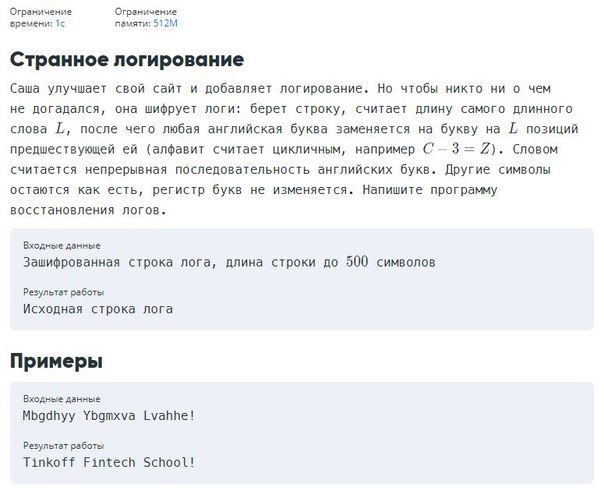 Ограничение
времени: 1с
Ограничение
памяти: 512M
Странное логирование
Саша улучшает свой сайт и добавляет логирование. Но чтобы никто ни о чем
не догадался, она шифрует логи: берет строку, считает длину самого длинного
слова L, после чего любая английская буква заменяется на букву на L позиций
предшествующей ей (алфавит считает цикличным, например C − 3 = Z). Словом
считается непрерывная последовательность английских букв. Другие символы
остаются как есть, регистр букв не изменяется. Напишите программу
восстановления логов.
Входные данные
Зашифрованная строка лога, длина строки до 500 символов
Результат работы
Исходная строка лога
Примеры
Входные данные
Mbgdhyy Ybgmxva Lvahhe!
Результат работы
Tinkoff Fintech School!